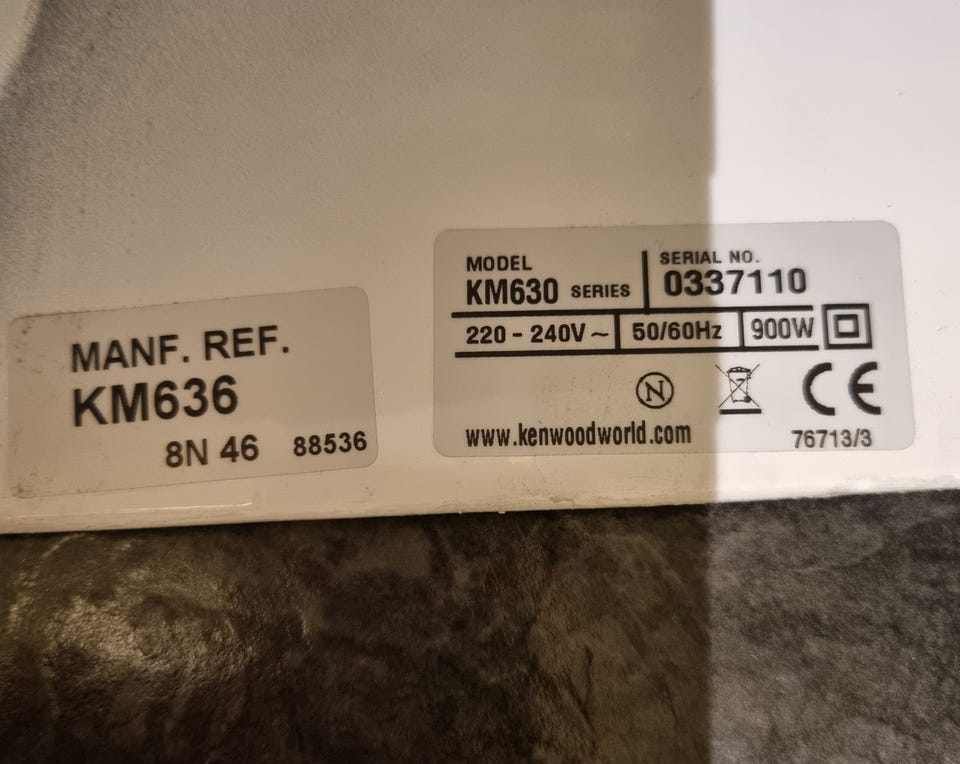 MANF. REF.
KM636
8N 46 88536
MODEL
KM630 SERIES
SERIAL NO.
0337110
220 - 240V ~ 50/60Hz 900W
N
CE
www.kenwoodworld.com
76713/3